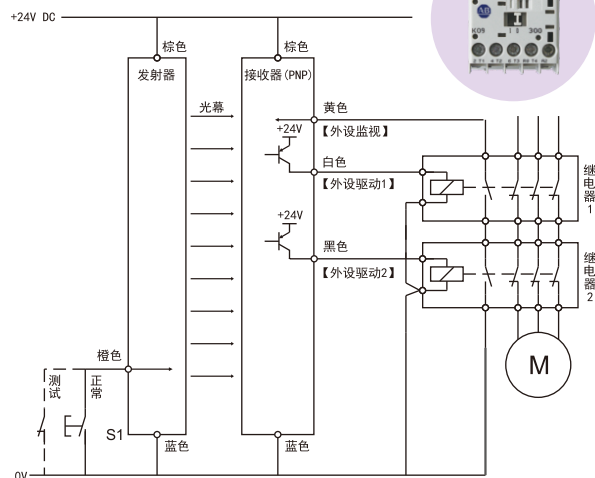 +24V DC
棕色
棕色
发射器
接收器(PNP)
光幕
黄色
【外设监视】
+24V
白色
【外设驱动1】
继电器1
+24V
黑色
【外设驱动2】
继电器2
M
橙色
测试
正常
S1
蓝色
蓝色
0V
AB
K09
300